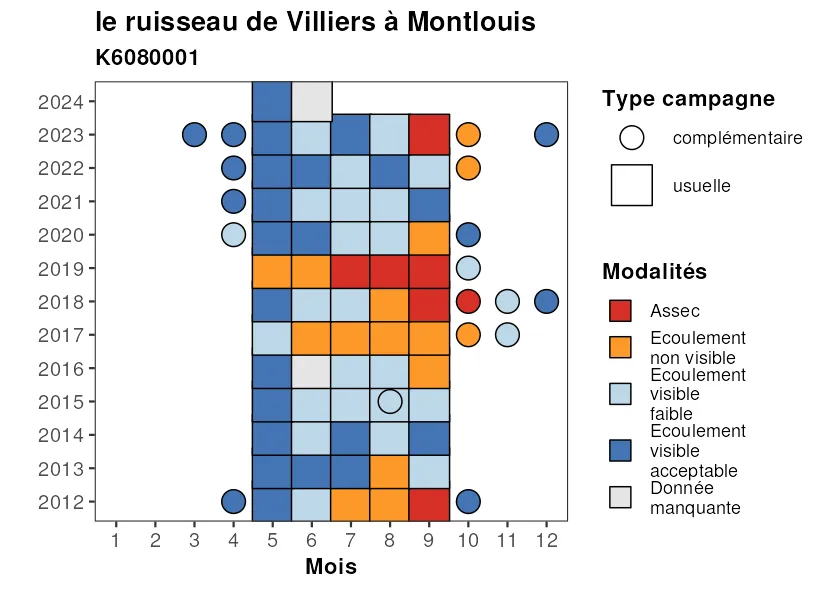 le ruisseau de Villiers à Montlouis
K6080001
2024
2023
2022
2021
2020
2019
2018
2017
2016
2015
2014
2013
2012
1 2 3 4 5 6 7 8 9 10 11 12
Mois
Type campagne
complémentaire
usuelle
Modalités
Assec
Ecoulement
non visible
Ecoulement
visible
faible
Ecoulement
visible
acceptable
Donnée
manquante